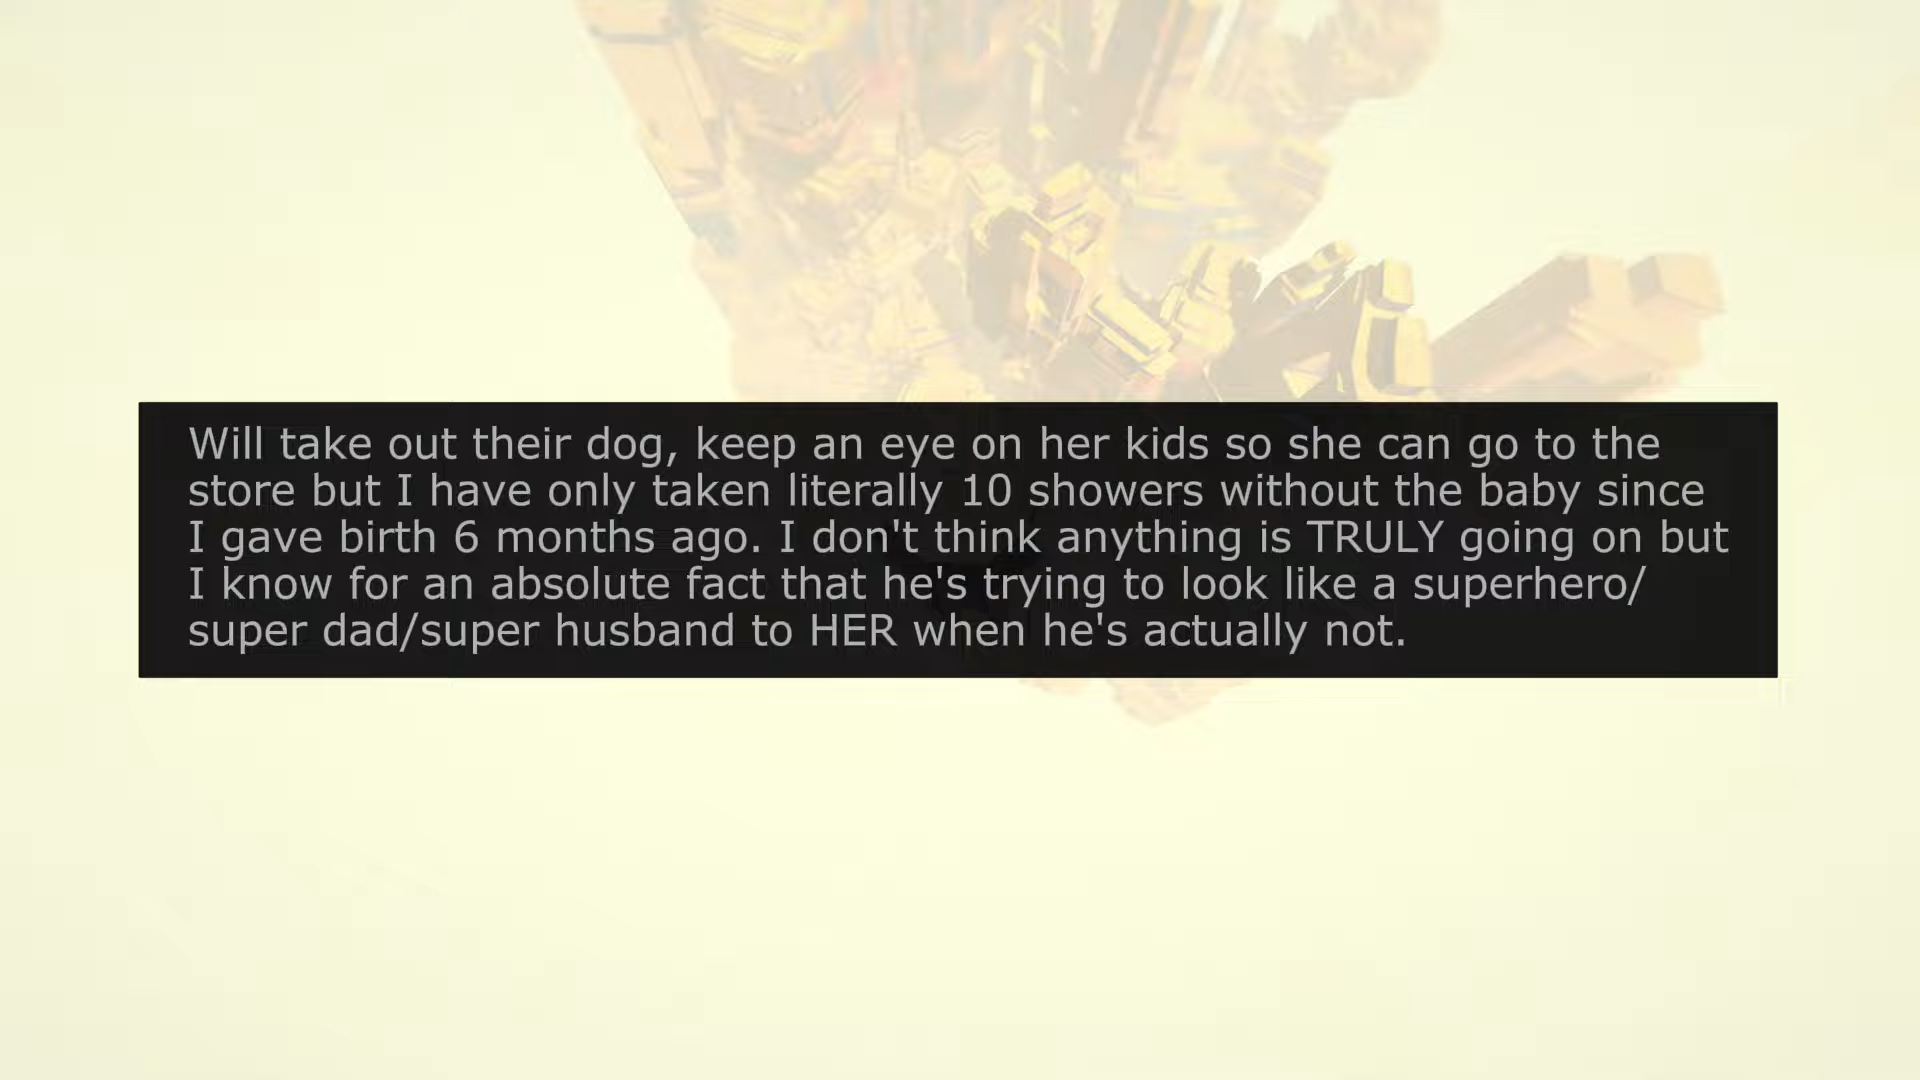 Will take out their dog, keep an eye on her kids so she can go to the
store but I have only taken literally 10 showers without the baby since
I gave birth 6 months ago. I don't think anything is TRULY going on but
I know for an absolute fact that he's trying to look like a superhero/
super dad/super husband to HER when he's actually not.